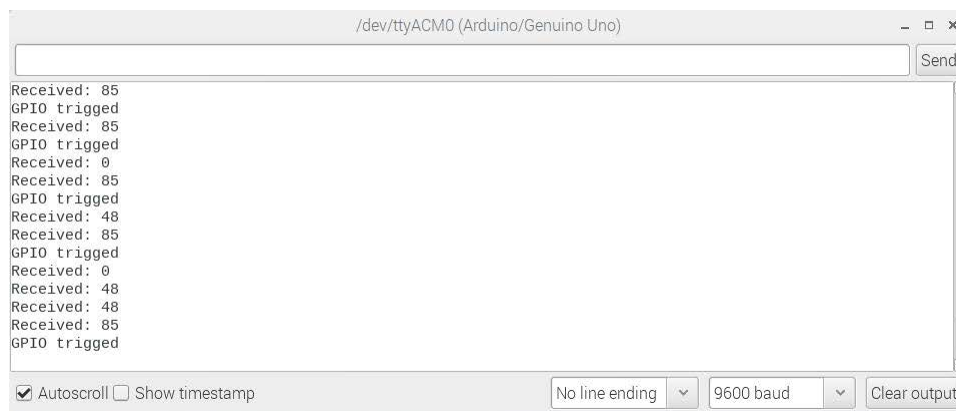 /dev/ttyACM0 (Arduino/Genuino Uno)
Send
Received: 85
GPIO trigged
Received: 85
GPIO trigged
Received: 0
Received: 85
GPIO trigged
Received: 48
Received: 85
GPIO trigged
Received: 0
Received: 48
Received: 48
Received: 85
GPIO trigged
Autoscroll Show timestamp No line ending 9600 baud Clear output